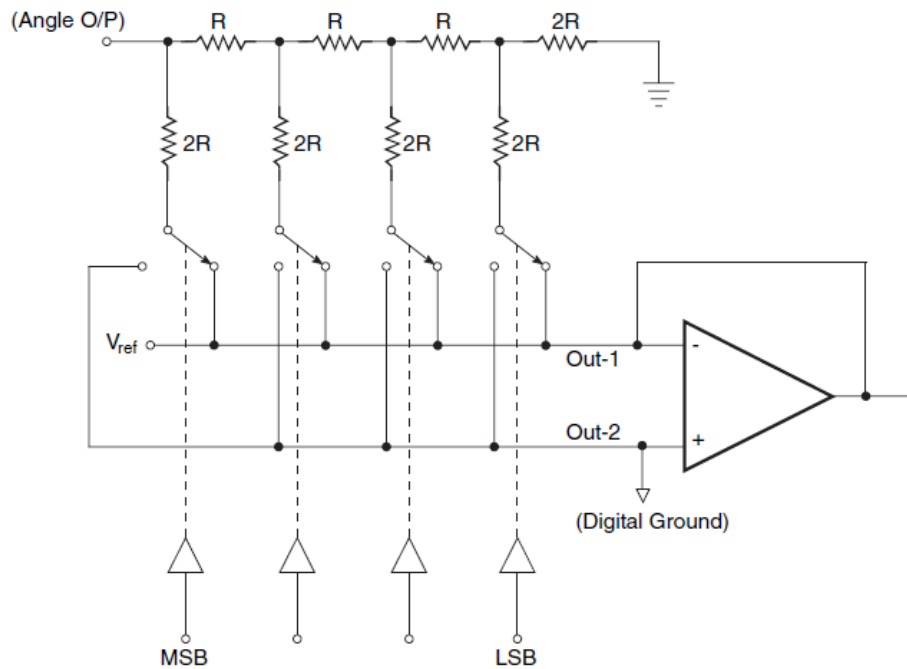 (Angle O/P)
R
R
R
2R
2R
2R
2R
2R
Vref
Out-1
-
Out-2
+
(Digital Ground)
MSB
LSB